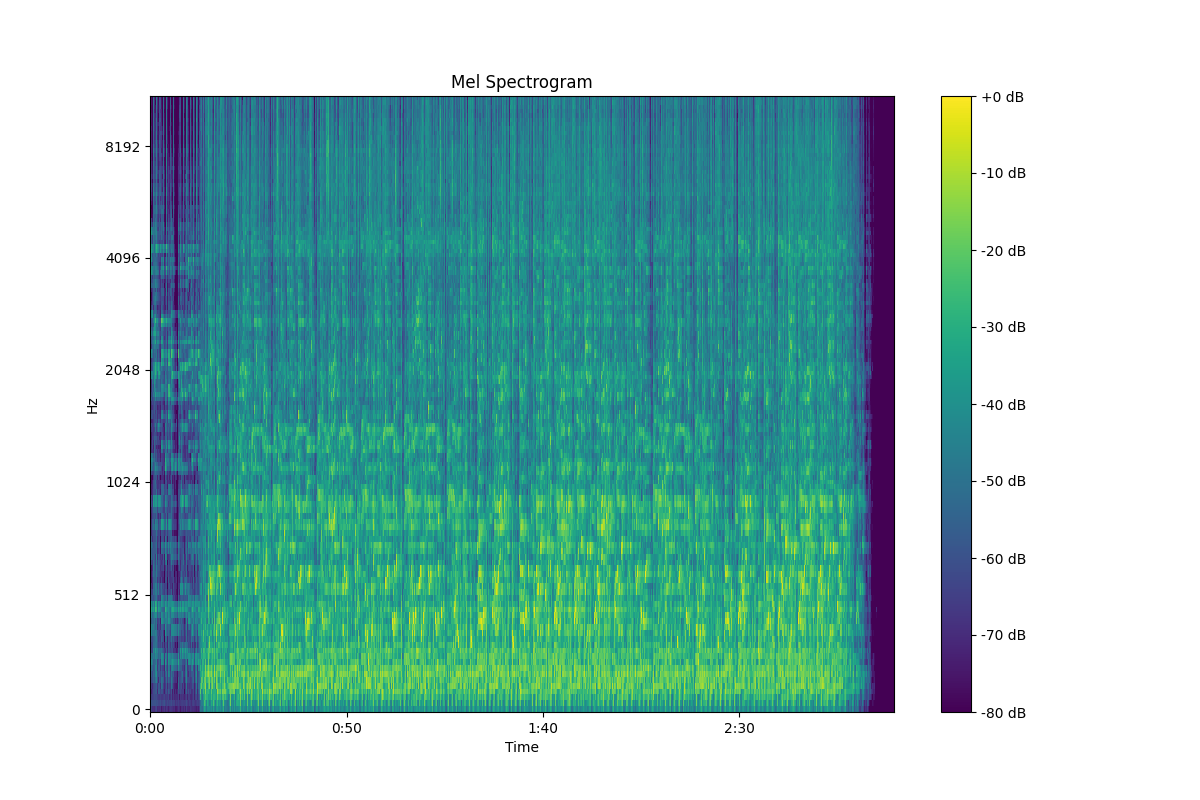 Mel Spectrogram
Hz
8192
4096
2048
1024
512
0
0:00 0:50 1:40 2:30
Time
+0 dB
-10 dB
-20 dB
-30 dB
-40 dB
-50 dB
-60 dB
-70 dB
-80 dB